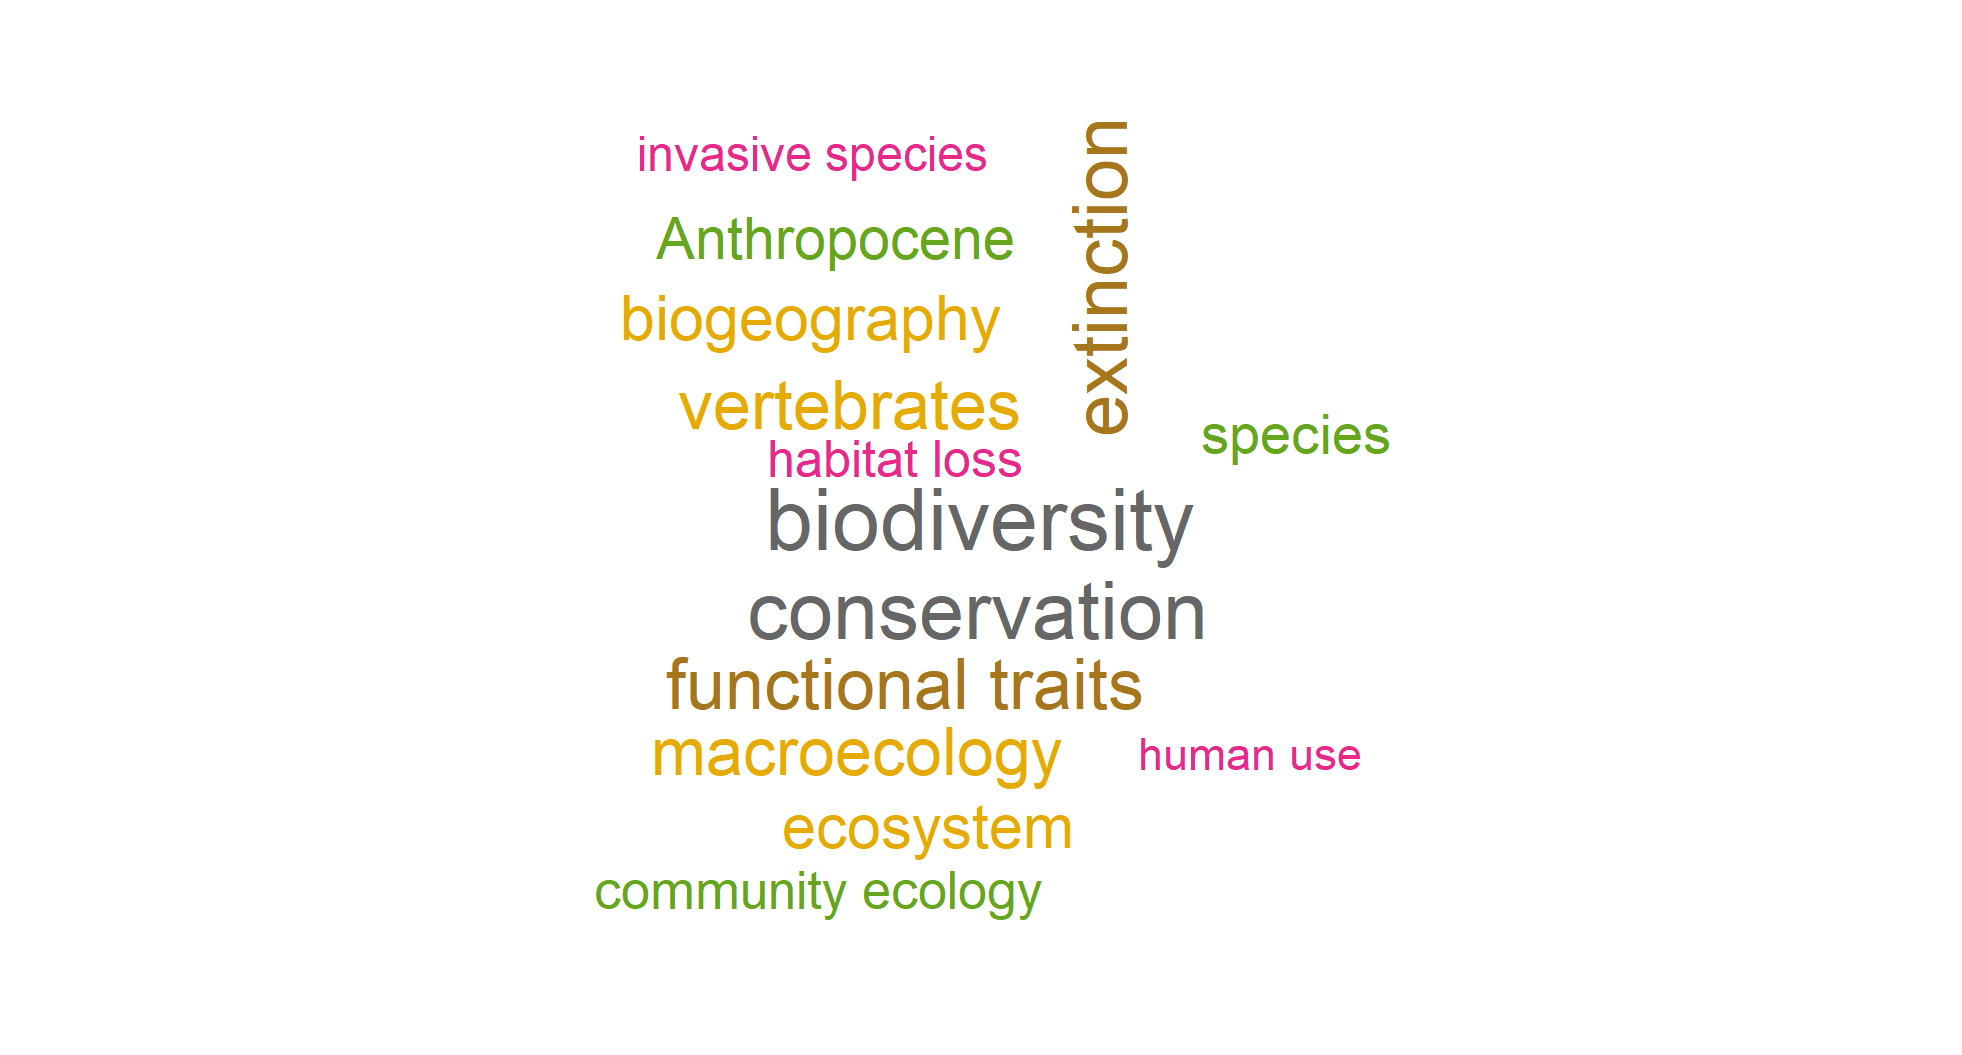 invasive species
extinction
Anthropocene
biogeography
vertebrates
species
habitat loss
biodiversity
conservation
functional traits
macroecology
human use
ecosystem
community ecology